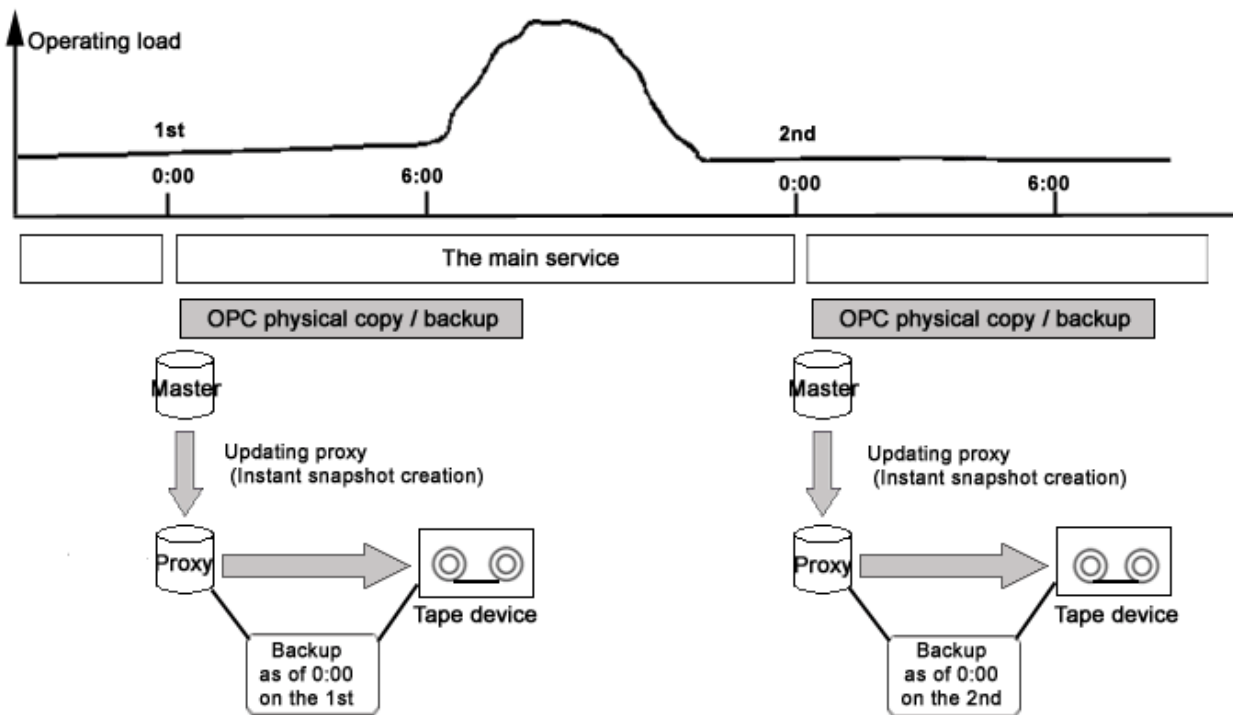 Operating load
1st
2nd
0:00
6:00
0:00
6:00
The main service
OPC physical copy / backup
OPC physical copy / backup
Master
Master
Updating proxy
(Instant snapshot creation)
Updating proxy
(Instant snapshot creation)
Proxy
Proxy
Tape device
Tape device
Backup
as of 0:00
on the 1st
Backup
as of 0:00
on the 2nd